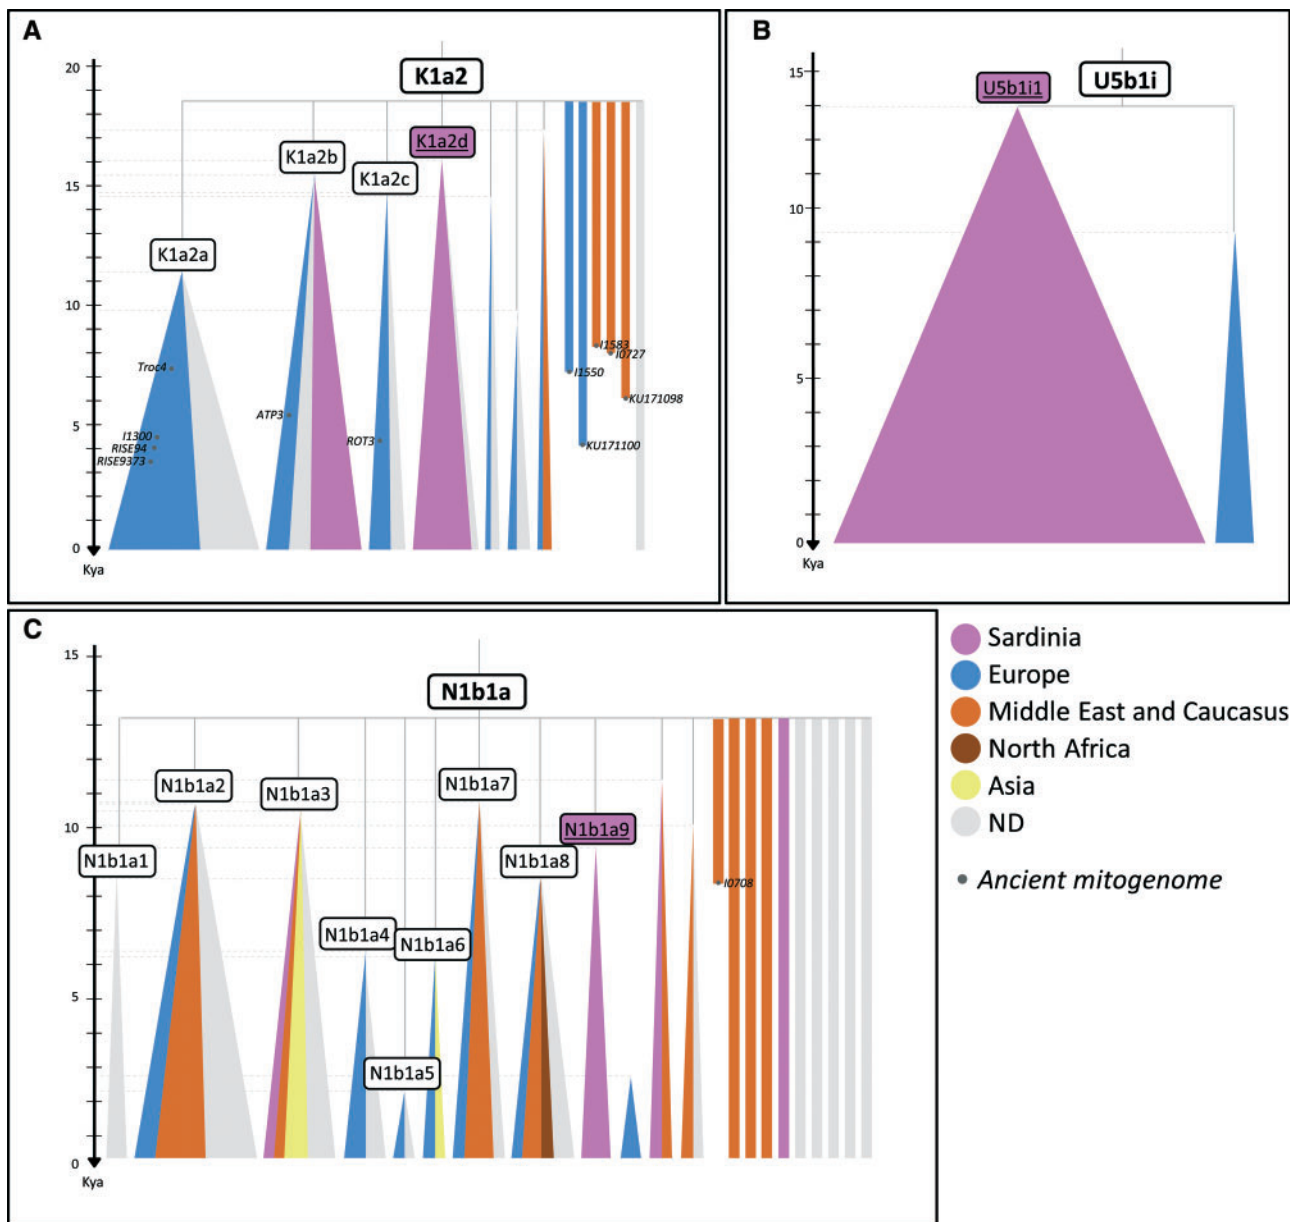 A
20
15
10
5
0
Kya
K1a2
K1a2a
K1a2b
K1a2c
K1a2d
Troc4
I1300
RISE94
RISE9373
ATP3
ROT3
I1550
KU171100
I1583
I0727
KU171098
B
15
10
5
0
Kya
U5b1i1
U5b1i
C
15
10
5
0
Kya
N1b1a
N1b1a1
N1b1a2
N1b1a3
N1b1a4
N1b1a5
N1b1a6
N1b1a7
N1b1a8
N1b1a9
I0708
Sardinia
Europe
Middle East and Caucasus
North Africa
Asia
ND
Ancient mitogenome